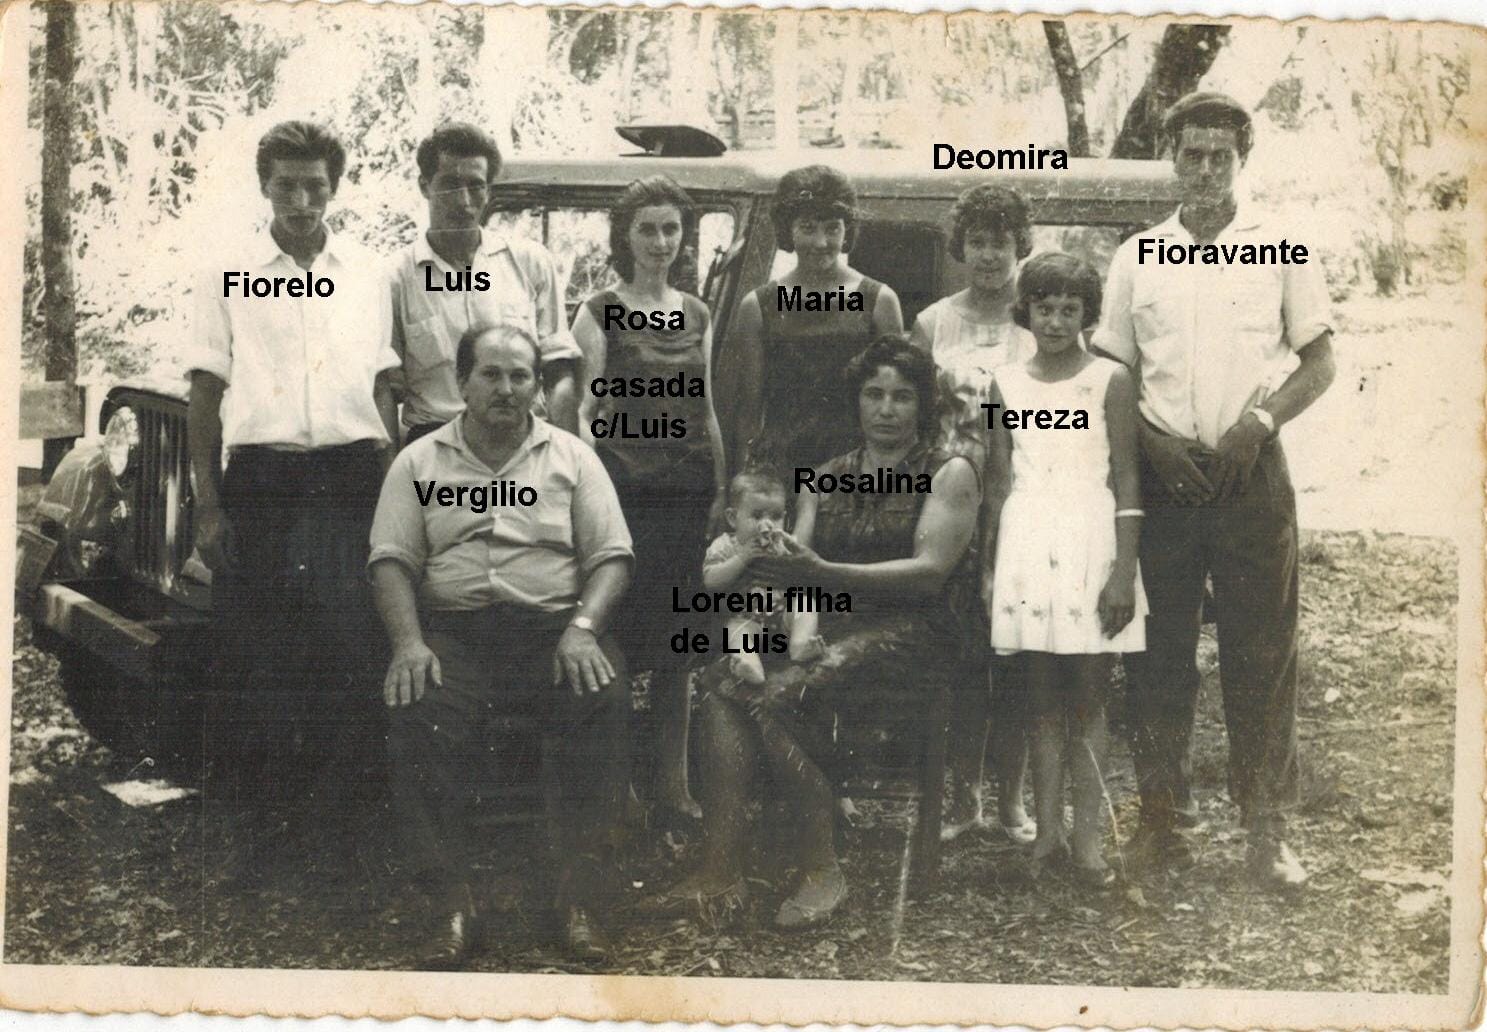 Deomira
Fioravante
Fiorelo
Luis
Rosa
casada
c/Luis
Maria
Tereza
Vergilio
Rosalina
Loreni filha
de Luis